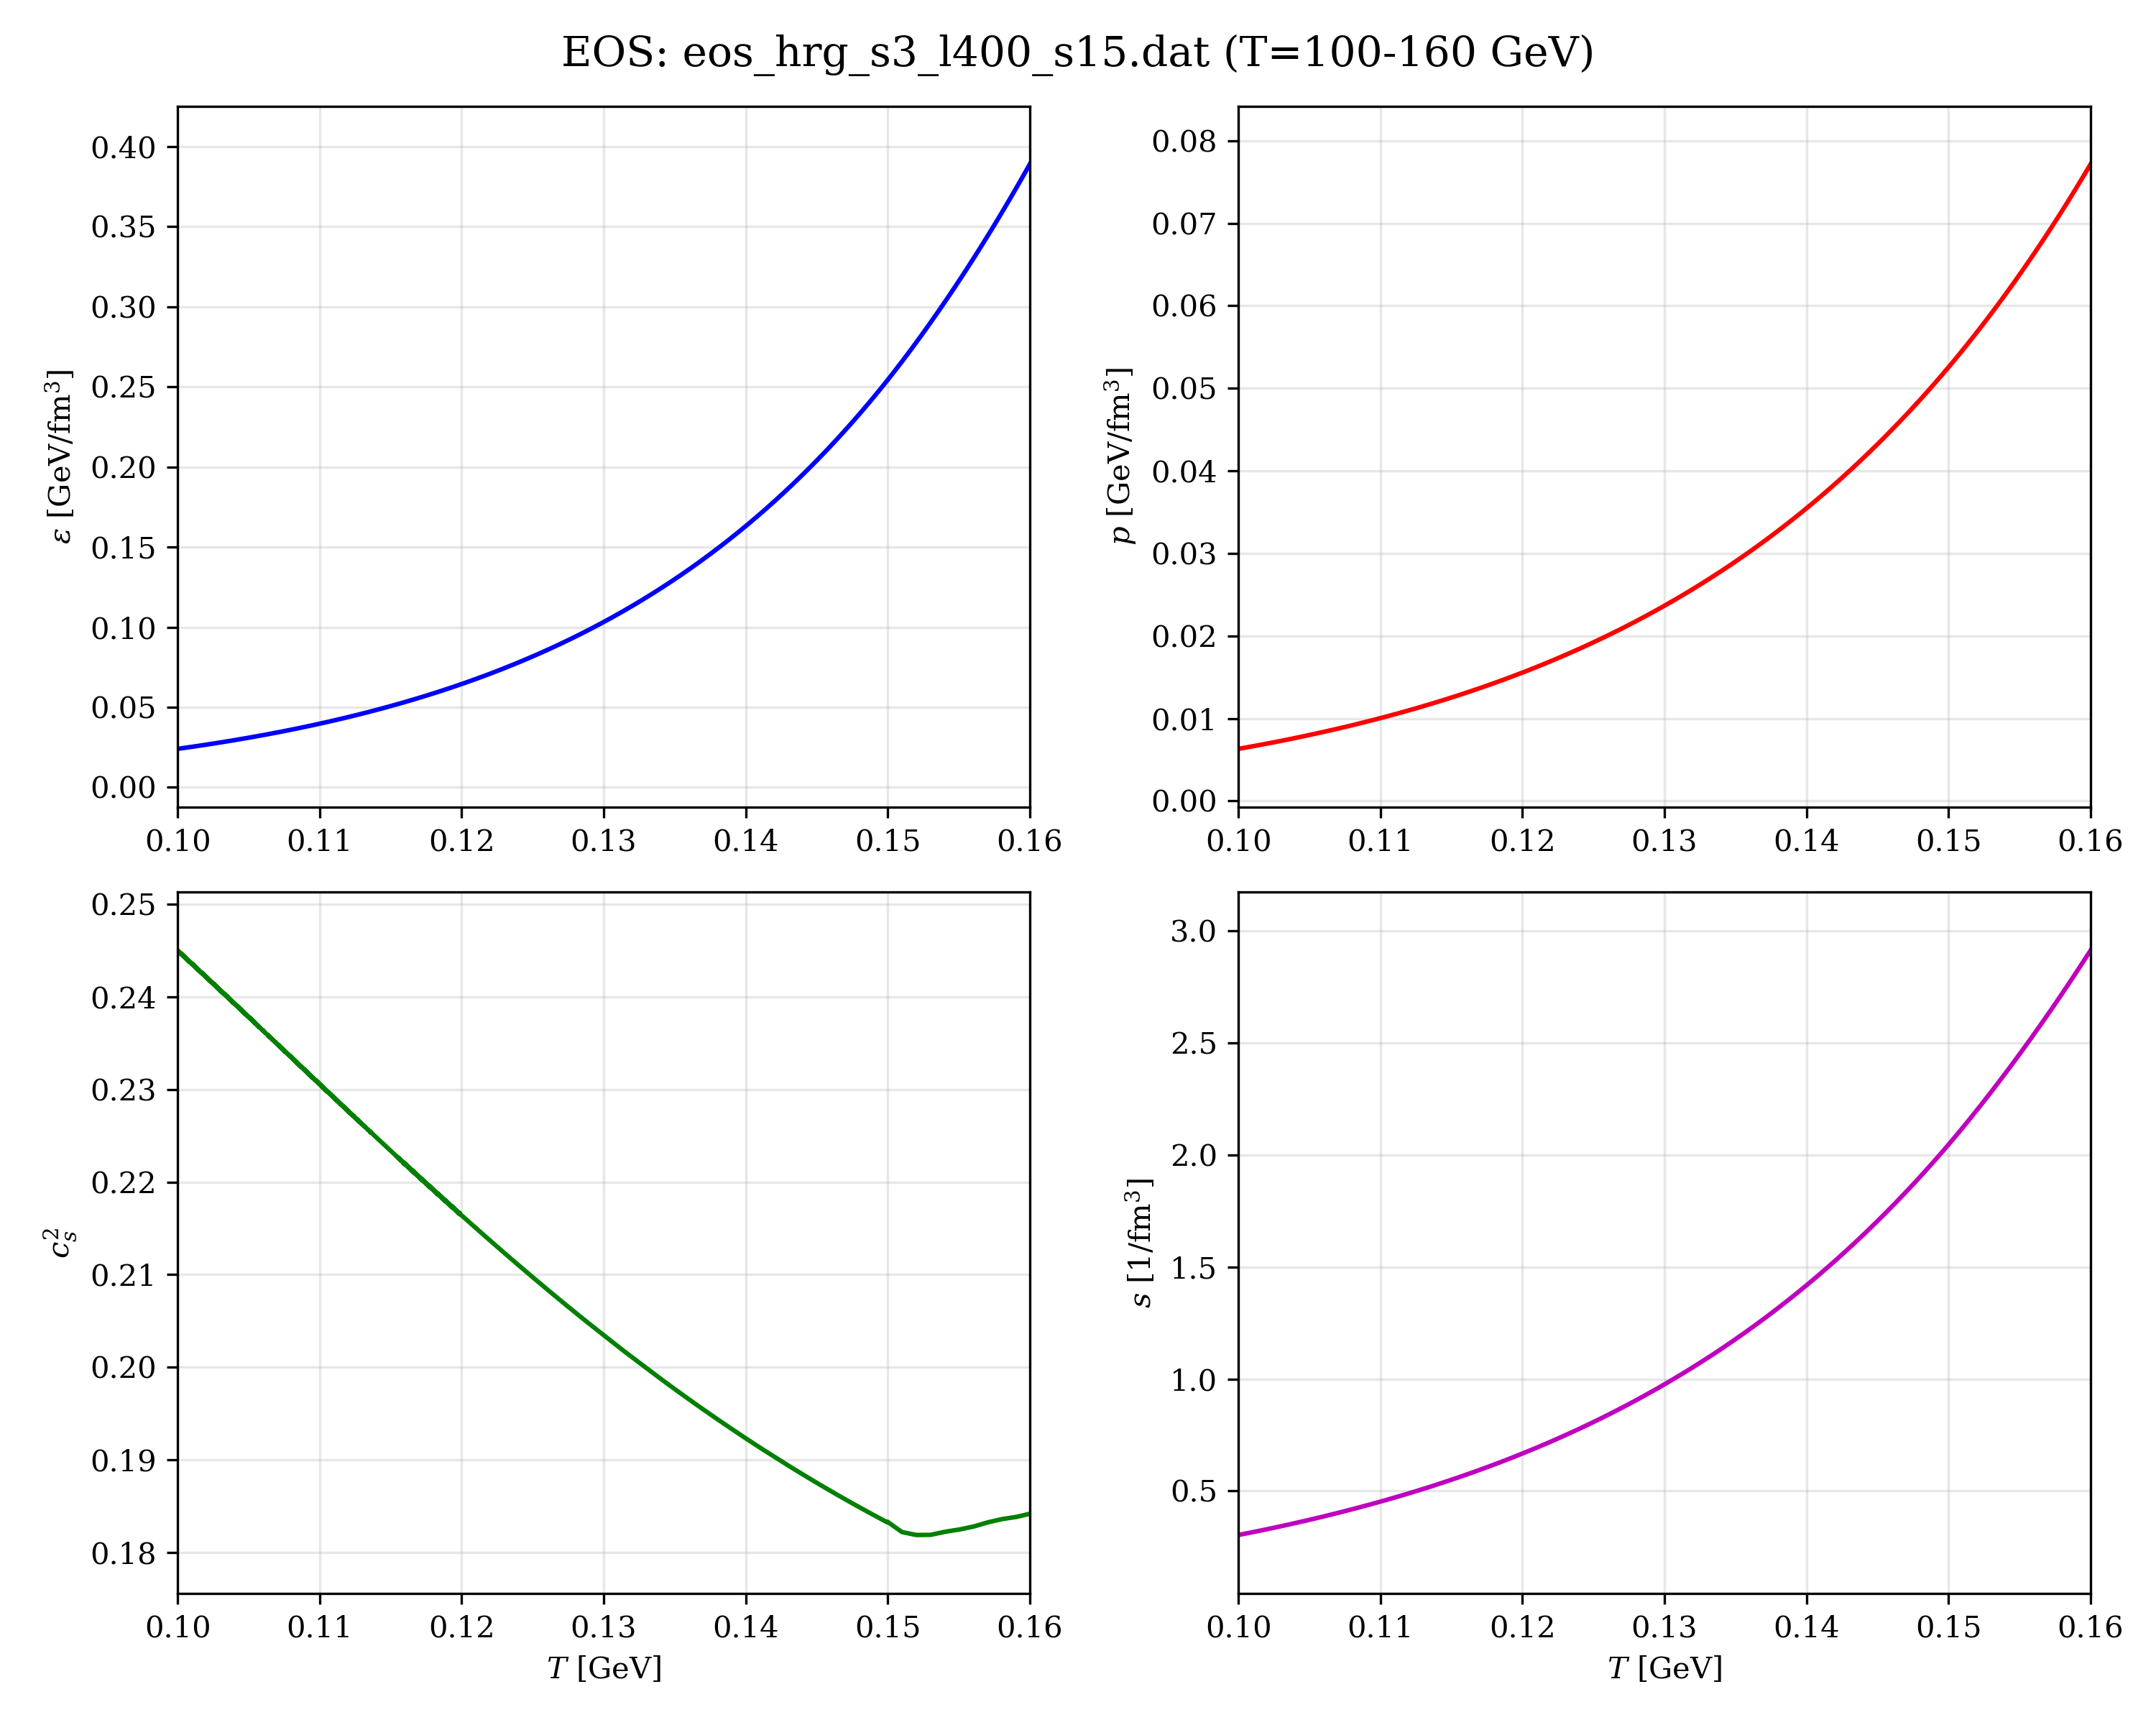 EOS: eos_hrg_s3_l400_s15.dat (T=100-160 GeV)
ε [GeV/fm³]
0.40
0.35
0.30
0.25
0.20
0.15
0.10
0.05
0.00
0.10 0.11 0.12 0.13 0.14 0.15 0.16
p [GeV/fm³]
0.08
0.07
0.06
0.05
0.04
0.03
0.02
0.01
0.00
0.10 0.11 0.12 0.13 0.14 0.15 0.16
c_s^2
0.25
0.24
0.23
0.22
0.21
0.20
0.19
0.18
0.10 0.11 0.12 0.13 0.14 0.15 0.16
T [GeV]
s [1/fm³]
3.0
2.5
2.0
1.5
1.0
0.5
0.10 0.11 0.12 0.13 0.14 0.15 0.16
T [GeV]